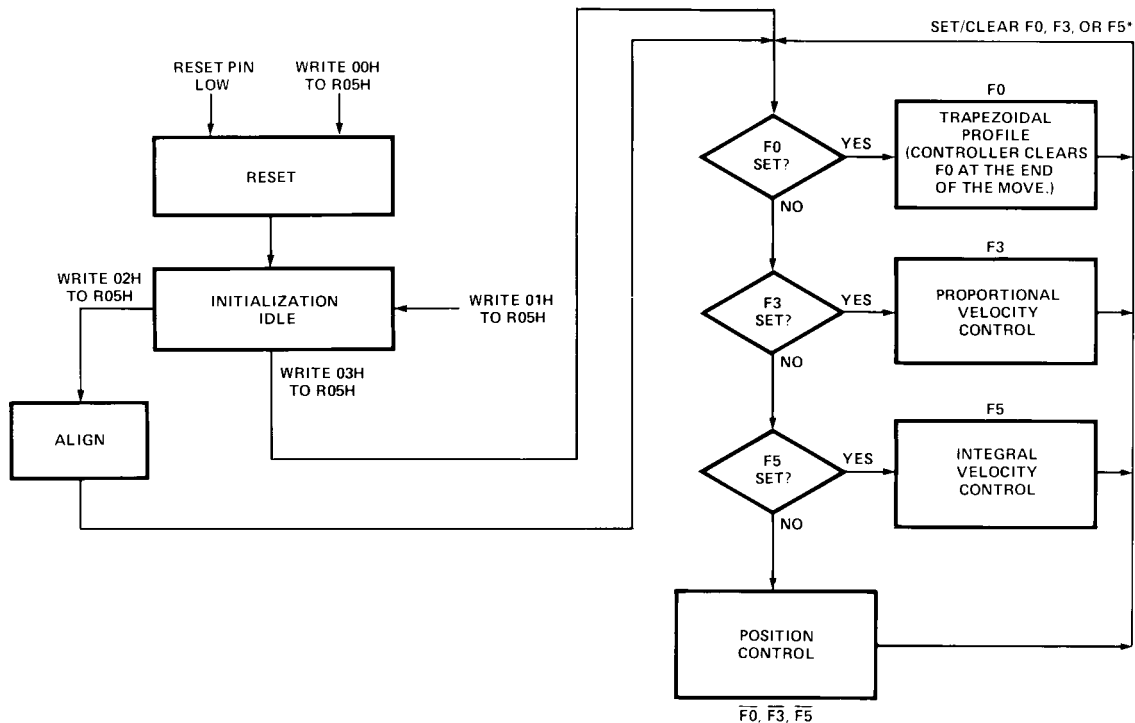 SET/CLEAR F0, F3, OR F5*
RESET PIN
LOW
WRITE 00H
TO R05H
RESET
WRITE 02H
TO R05H
INITIALIZATION
IDLE
WRITE 01H
TO R05H
WRITE 03H
TO R05H
ALIGN
F0
SET?
YES
NO
F0
TRAPEZOIDAL
PROFILE
(CONTROLLER CLEARS
F0 AT THE END
OF THE MOVE.)
F3
SET?
YES
NO
F3
PROPORTIONAL
VELOCITY
CONTROL
F5
SET?
YES
NO
F5
INTEGRAL
VELOCITY
CONTROL
POSITION
CONTROL
F̅0̅, F̅3̅, F̅5̅